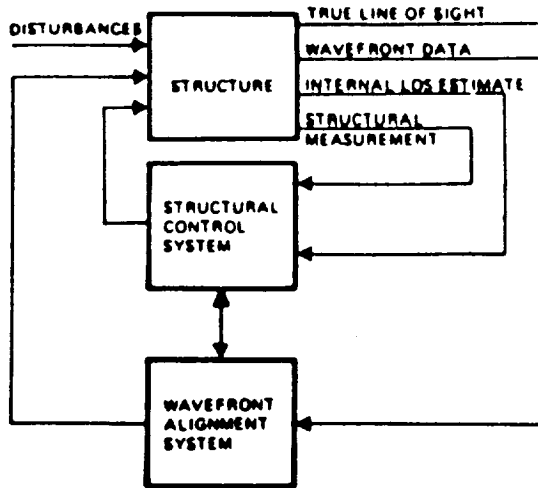 TRUE LINE OF SIGHT
DISTURBANCES
WAVEFRONT DATA
STRUCTURE
INTERNAL LOS ESTIMATE
STRUCTURAL
MEASUREMENT
STRUCTURAL
CONTROL
SYSTEM
WAVEFRONT
ALIGNMENT
SYSTEM